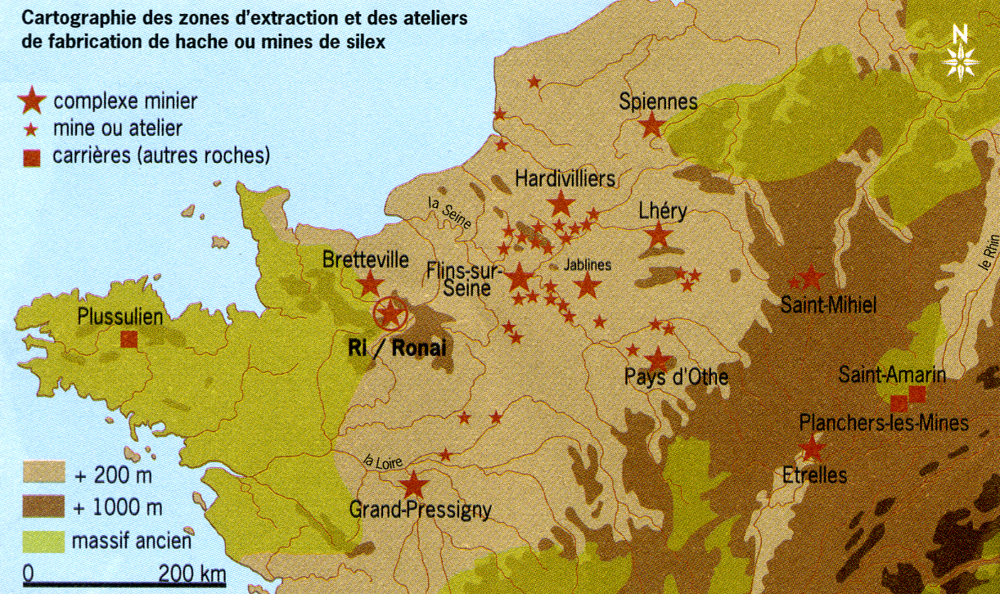 Cartographie des zones d'extraction et des ateliers
de fabrication de hache ou mines de silex
N
complexe minier
mine ou atelier
carrières (autres roches)
Spiennes
Hardivilliers
la Seine
Lhéry
le Rhin
Bretteville
Flins-sur-
Seine
Jablines
Saint-Mihiel
Plussulien
Ri / Ronai
Pays d'Othe
Saint-Amarin
Planchers-les-Mines
la Loire
Etrelles
Grand-Pressigny
+ 200 m
+ 1000 m
massif ancien
0 200 km